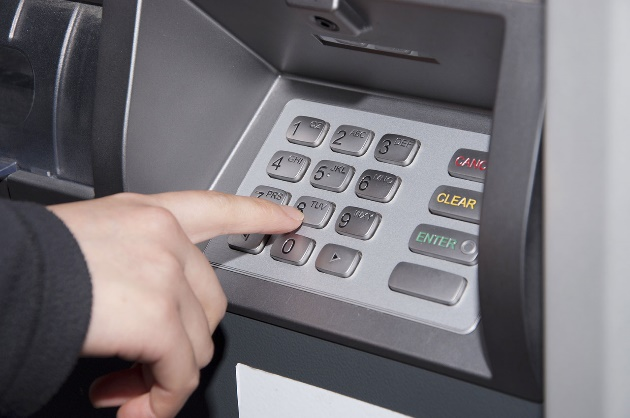 1 2 ABC 3 DEF CANC
4 GHI 5 JKL 6 MNO CLEAR
7 PRS 8 TUV 9 ENTER
0